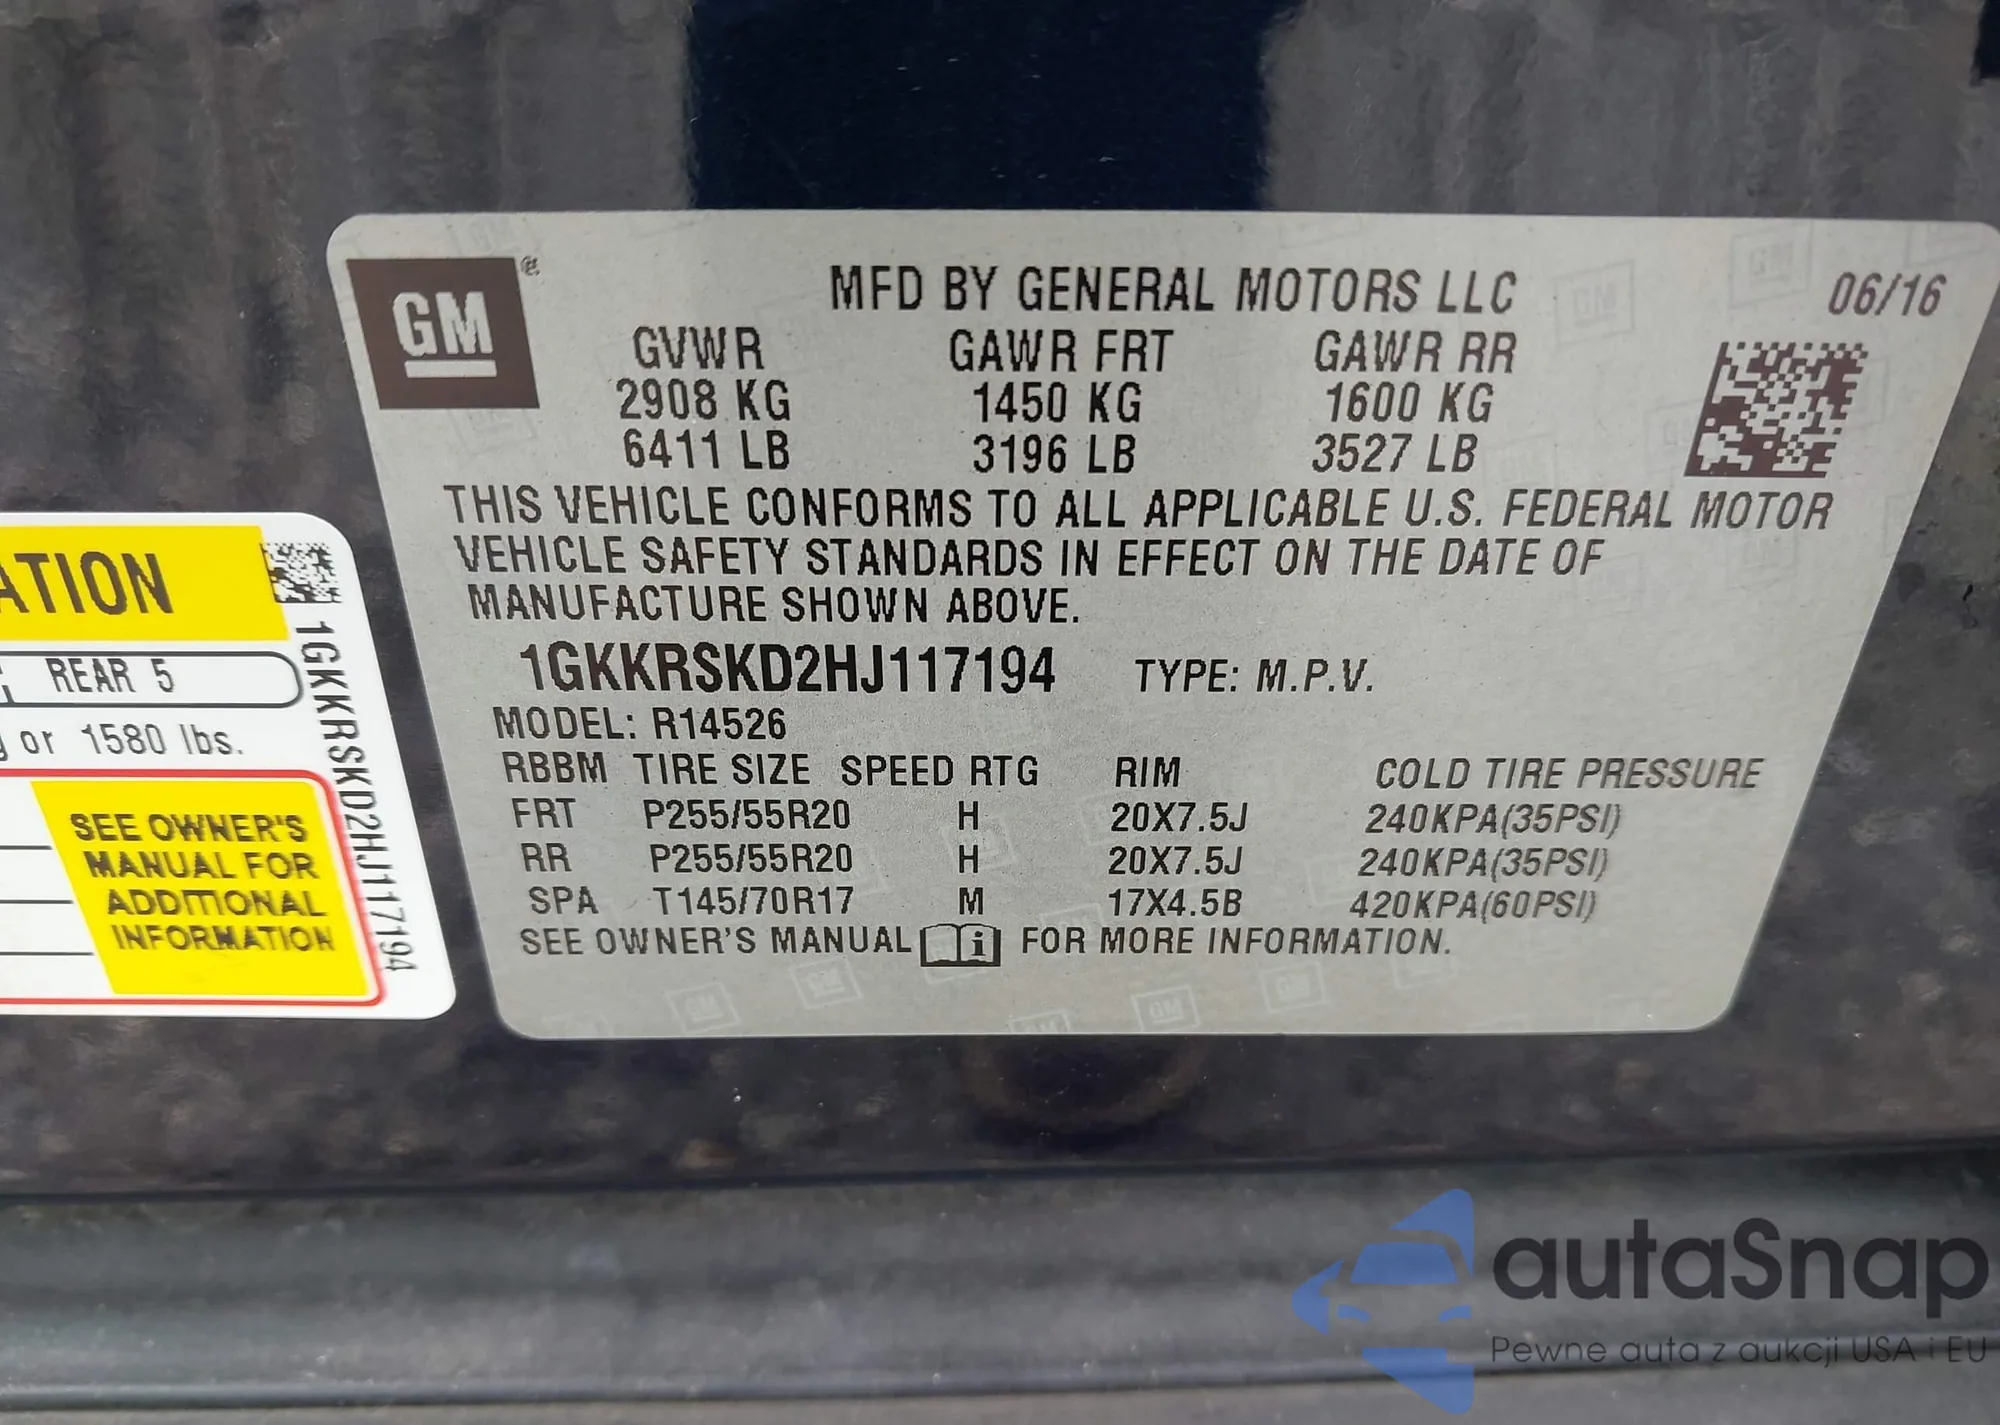 GM
MFD BY GENERAL MOTORS LLC 06/16
GVWR GAWR FRT GAWR RR
2908 KG 1450 KG 1600 KG
6411 LB 3196 LB 3527 LB
THIS VEHICLE CONFORMS TO ALL APPLICABLE U.S. FEDERAL MOTOR
VEHICLE SAFETY STANDARDS IN EFFECT ON THE DATE OF
MANUFACTURE SHOWN ABOVE.
1GKKRSKD2HJ117194 TYPE: M.P.V.
MODEL: R14526
RBBM TIRE SIZE SPEED RTG RIM COLD TIRE PRESSURE
FRT P255/55R20 H 20X7.5J 240KPA(35PSI)
RR P255/55R20 H 20X7.5J 240KPA(35PSI)
SPA T145/70R17 M 17X4.5B 420KPA(60PSI)
SEE OWNER'S MANUAL i FOR MORE INFORMATION.
ATION
REAR 5
or 1580 lbs.
SEE OWNER'S
MANUAL FOR
ADDITIONAL
INFORMATION
1GKKRSKD2HJ117194
autaSnap
Pewne auta z aukcji USA i EU